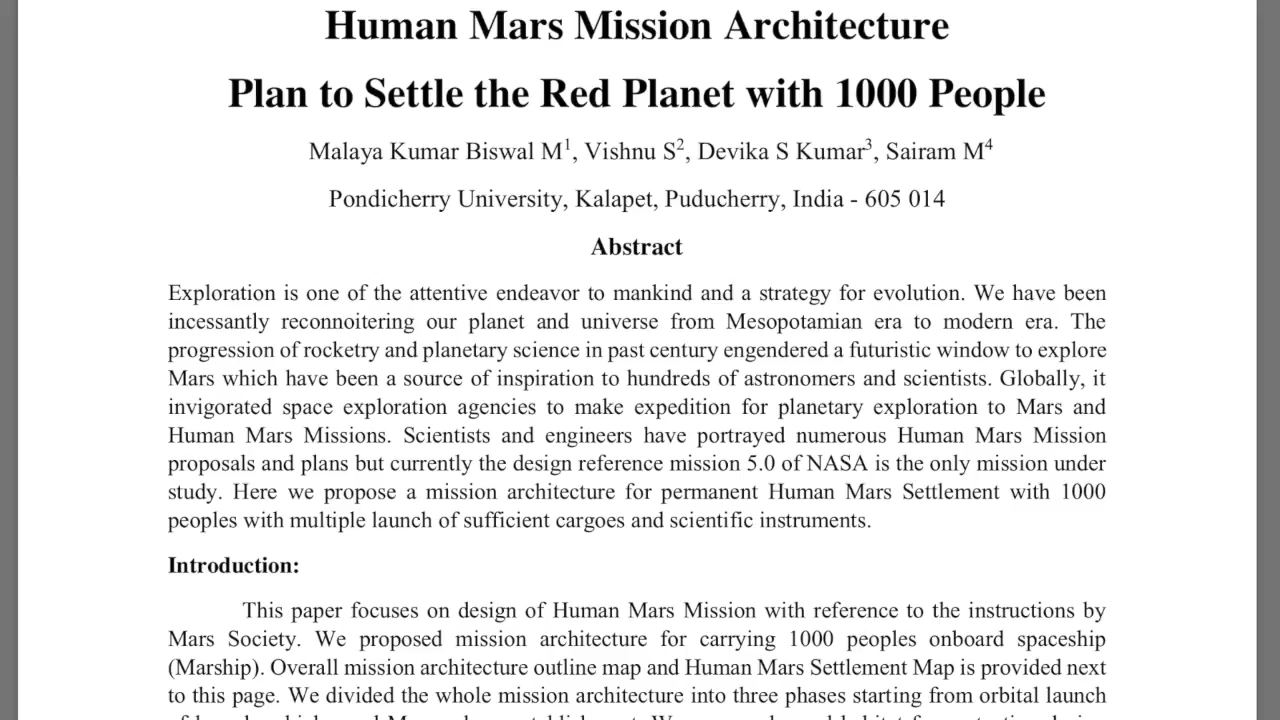 Human Mars Mission Architecture
Plan to Settle the Red Planet with 1000 People
Malaya Kumar Biswal M1, Vishnu S2, Devika S Kumar3, Sairam M4
Pondicherry University, Kalapet, Puducherry, India - 605 014
Abstract
Exploration is one of the attentive endeavor to mankind and a strategy for evolution. We have been
incessantly reconnoitering our planet and universe from Mesopotamian era to modern era. The
progression of rocketry and planetary science in past century engendered a futuristic window to explore
Mars which have been a source of inspiration to hundreds of astronomers and scientists. Globally, it
invigorated space exploration agencies to make expedition for planetary exploration to Mars and
Human Mars Missions. Scientists and engineers have portrayed numerous Human Mars Mission
proposals and plans but currently the design reference mission 5.0 of NASA is the only mission under
study. Here we propose a mission architecture for permanent Human Mars Settlement with 1000
peoples with multiple launch of sufficient cargoes and scientific instruments.
Introduction:
This paper focuses on design of Human Mars Mission with reference to the instructions by
Mars Society. We proposed mission architecture for carrying 1000 peoples onboard spaceship
(Marship). Overall mission architecture outline map and Human Mars Settlement Map is provided next
to this page. We divided the whole mission architecture into three phases starting from orbital launch